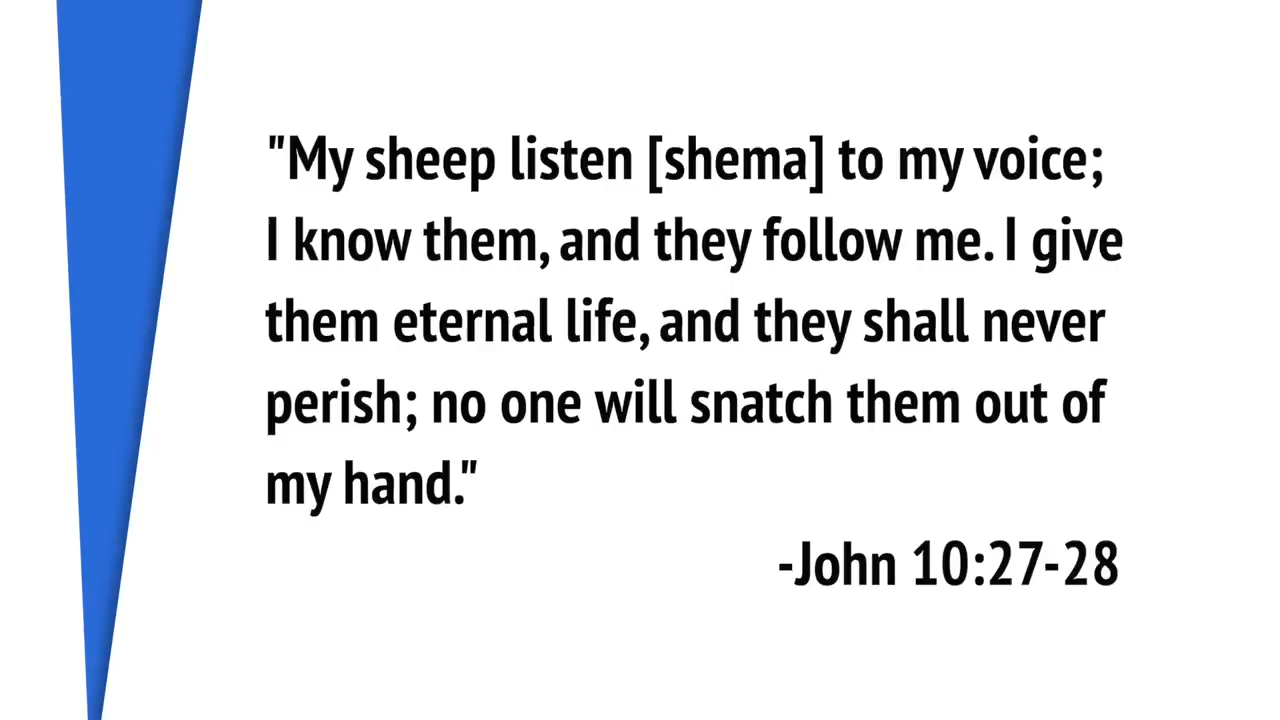 "My sheep listen [shema] to my voice;
I know them, and they follow me. I give
them eternal life, and they shall never
perish; no one will snatch them out of
my hand."
-John 10:27-28